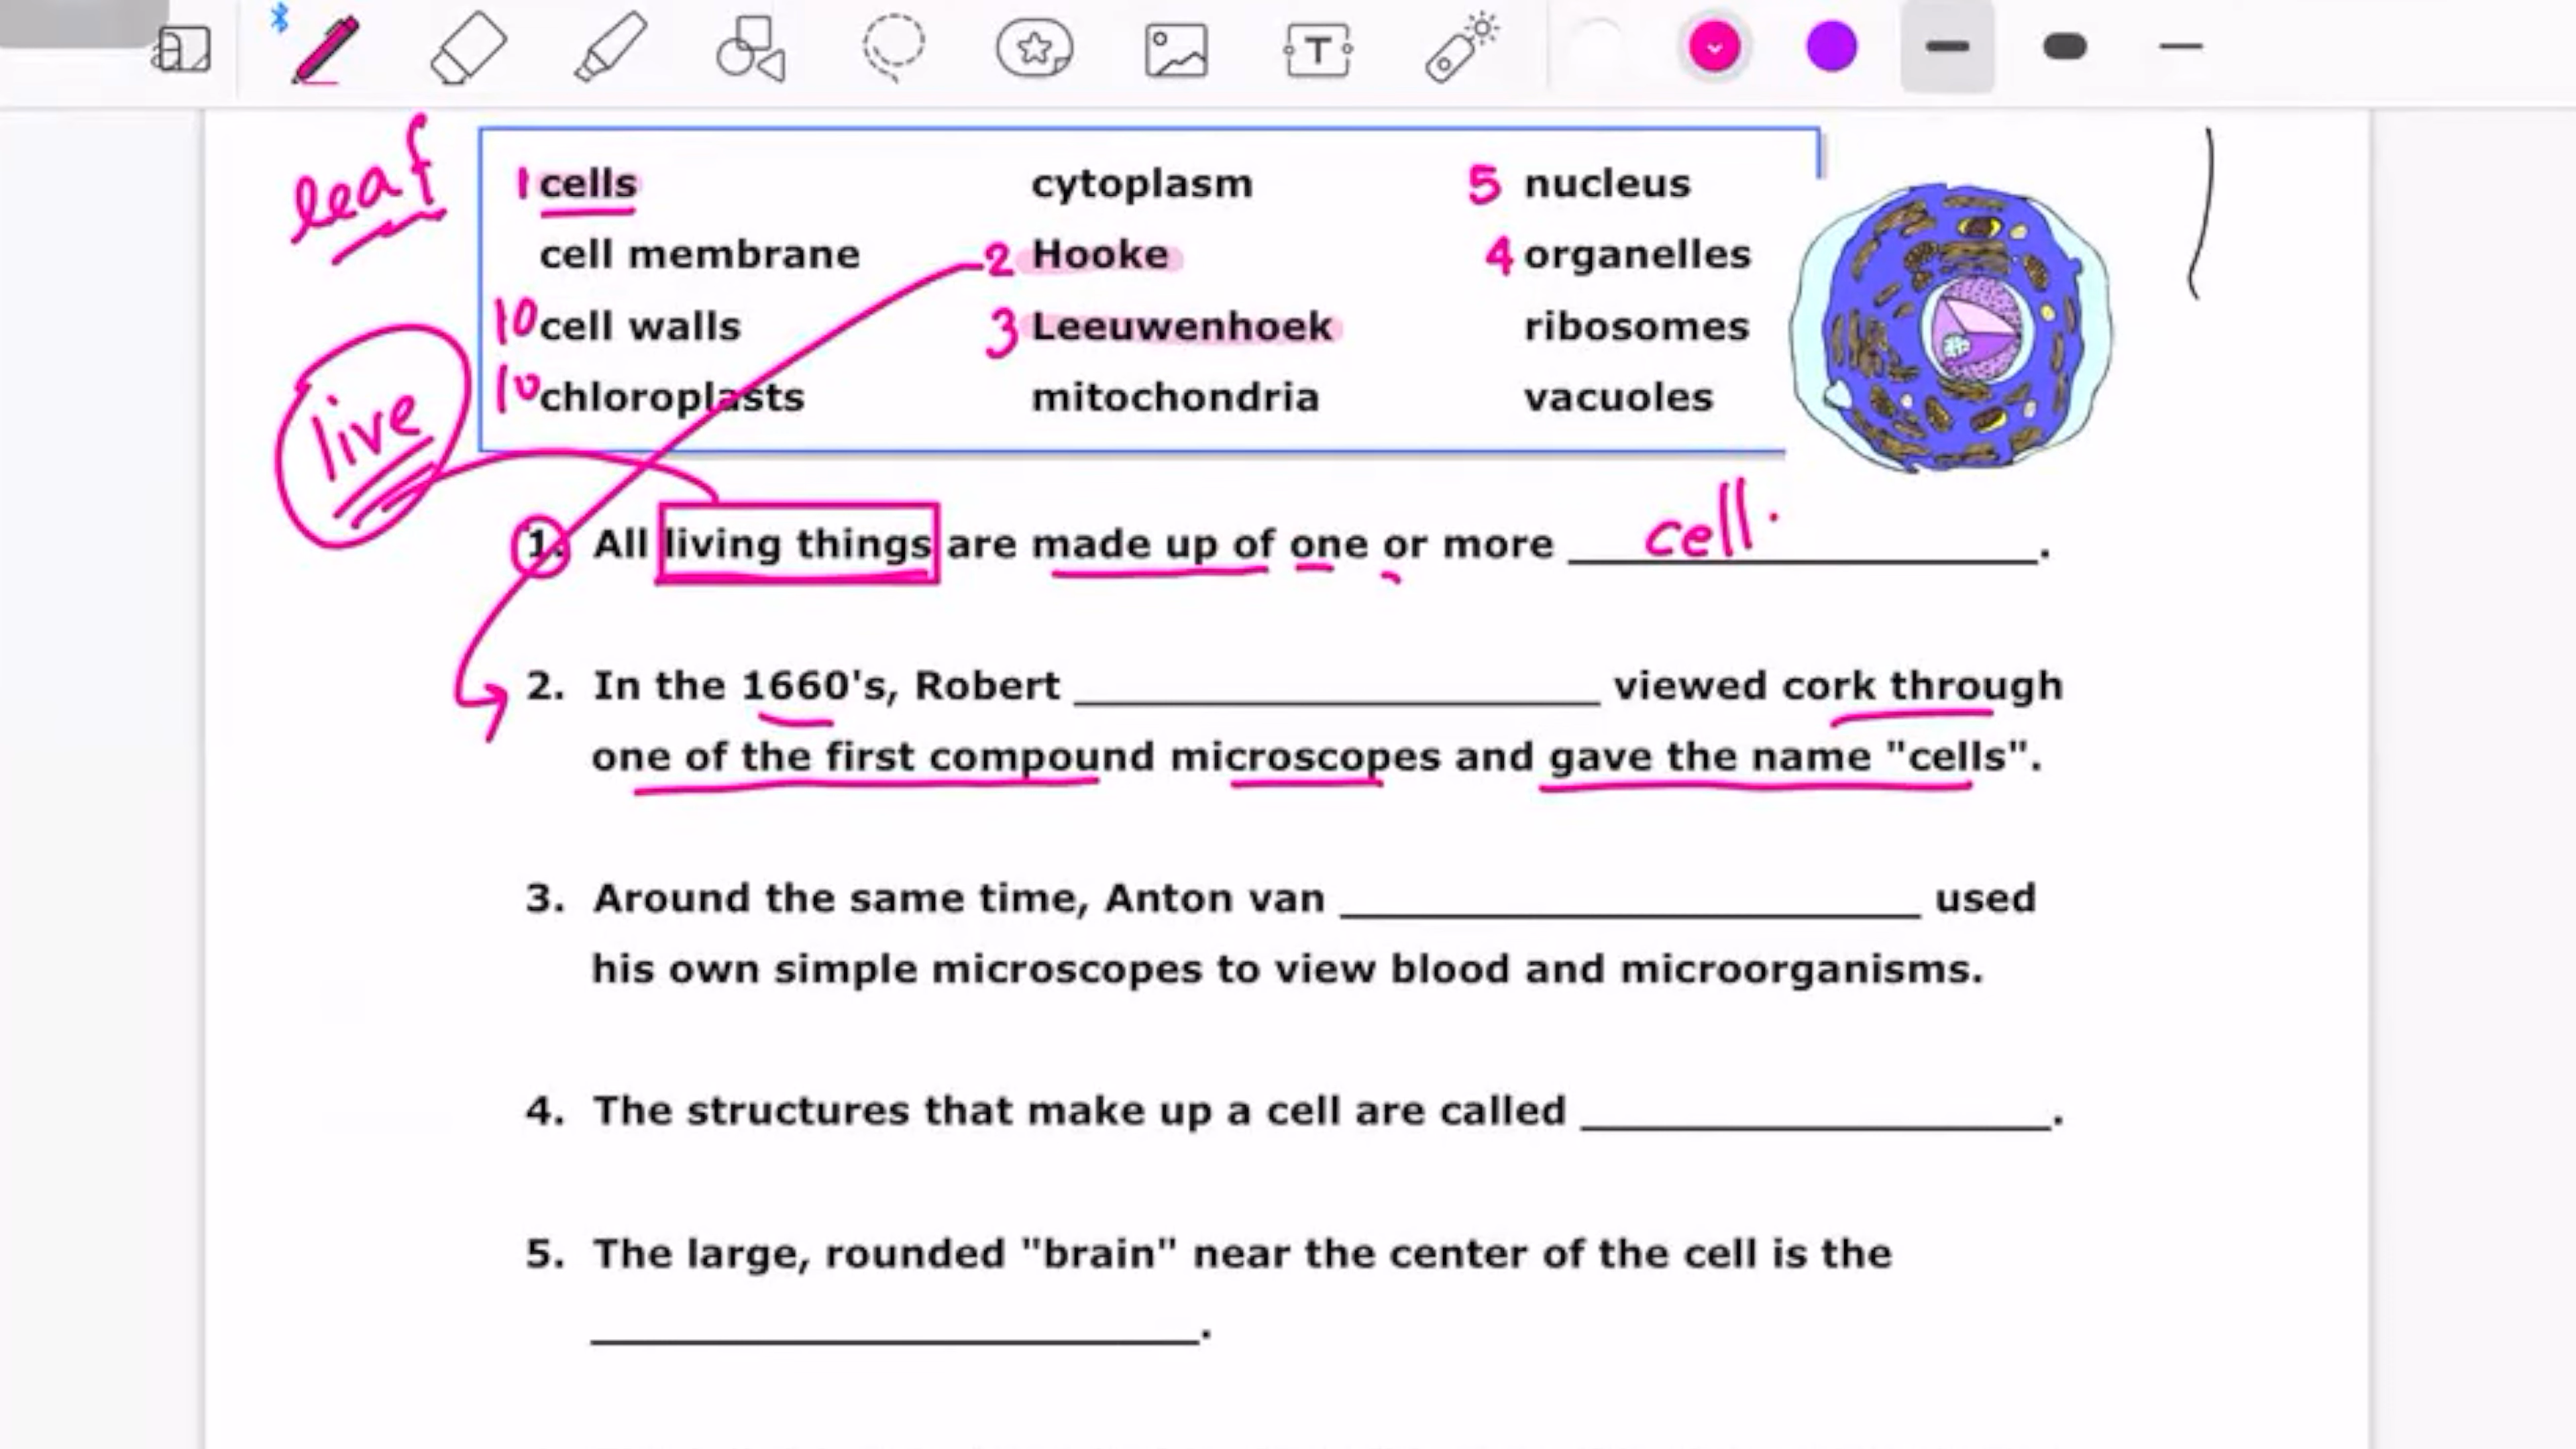 leaf
1 cells cytoplasm 5 nucleus
cell membrane 2 Hooke 4 organelles
10 cell walls 3 Leeuwenhoek ribosomes
10 chloroplasts mitochondria vacuoles
live
1. All living things are made up of one or more cell.
2. In the 1660's, Robert ____________ viewed cork through
one of the first compound microscopes and gave the name "cells".
3. Around the same time, Anton van ____________ used
his own simple microscopes to view blood and microorganisms.
4. The structures that make up a cell are called ____________.
5. The large, rounded "brain" near the center of the cell is the
____________.